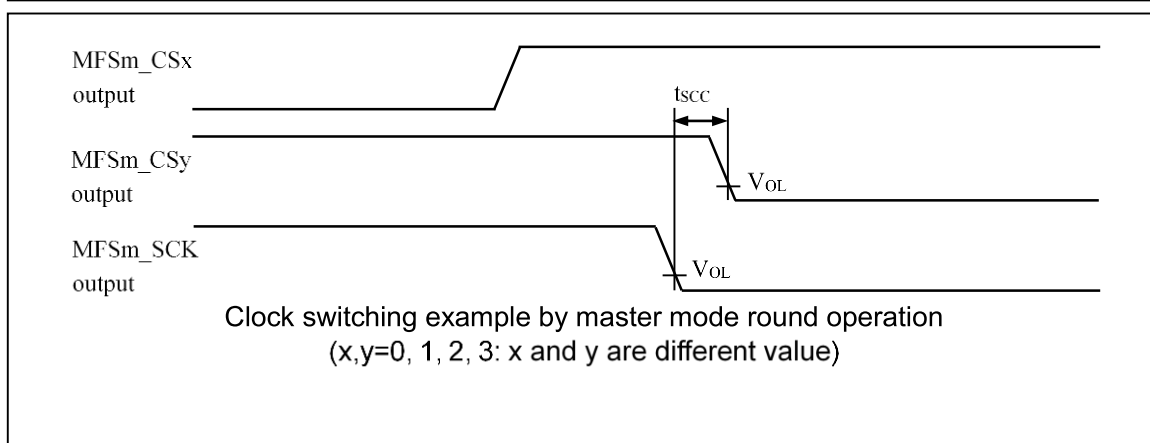 MFSm_CSx
output
tSCC
MFSm_CSy
output
VOL
MFSm_SCK
output
VOL
Clock switching example by master mode round operation
(x,y=0, 1, 2, 3: x and y are different value)